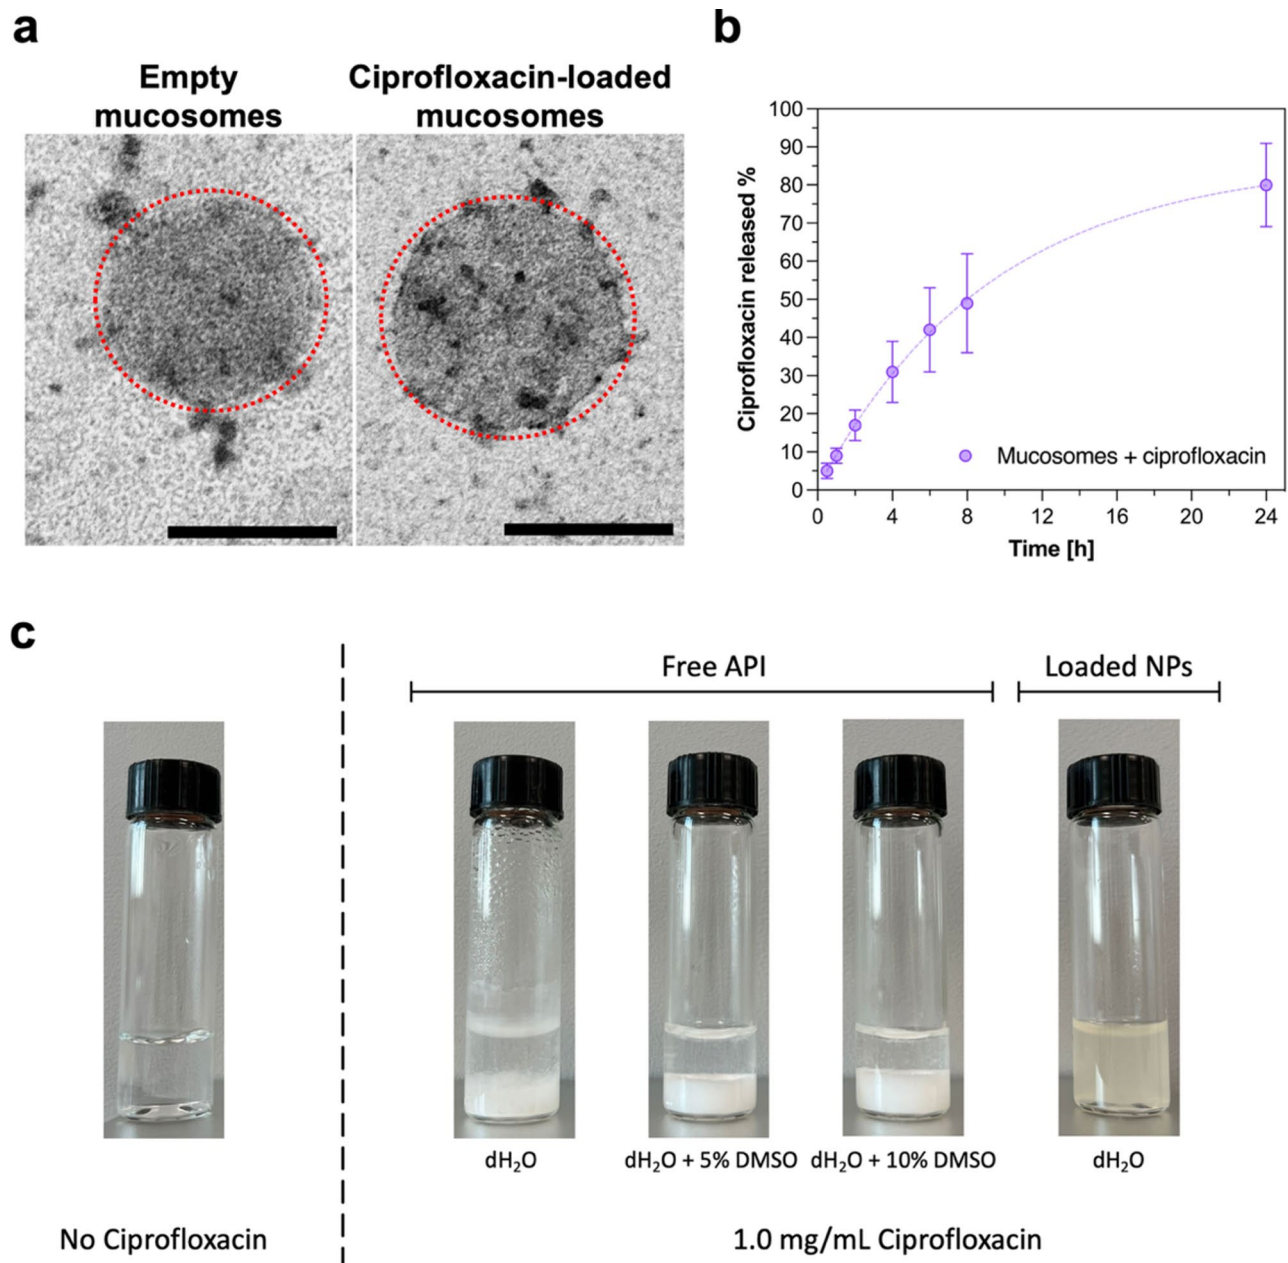 a
Empty
mucosomes
Ciprofloxacin-loaded
mucosomes
b
100
90
80
70
60
50
40
30
20
10
0
Ciprofloxacin released %
Mucosomes + ciprofloxacin
0 4 8 12 16 20 24
Time [h]
c
Free API
Loaded NPs
dH₂O
dH₂O + 5% DMSO
dH₂O + 10% DMSO
dH₂O
No Ciprofloxacin
1.0 mg/mL Ciprofloxacin